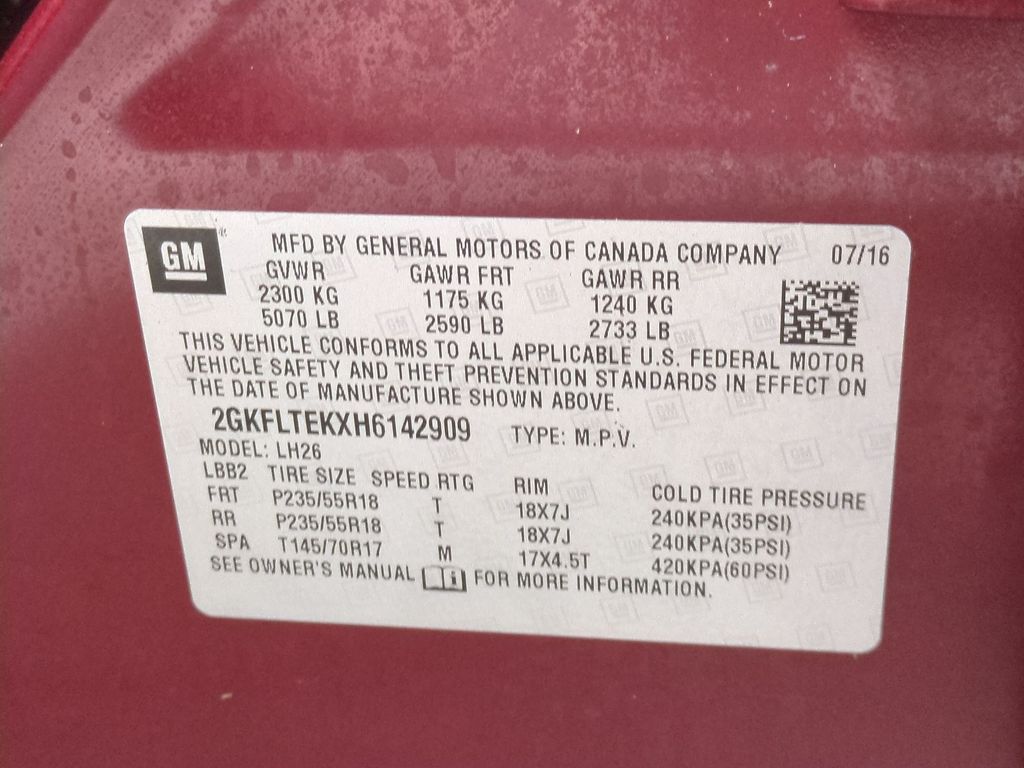 GM MFD BY GENERAL MOTORS OF CANADA COMPANY 07/16
GVWR GAWR FRT GAWR RR
2300 KG 1175 KG 1240 KG
5070 LB 2590 LB 2733 LB
THIS VEHICLE CONFORMS TO ALL APPLICABLE U.S. FEDERAL MOTOR
VEHICLE SAFETY AND THEFT PREVENTION STANDARDS IN EFFECT ON
THE DATE OF MANUFACTURE SHOWN ABOVE.
2GKFLTEKXH6142909 TYPE: M.P.V.
MODEL: LH26
LBB2 TIRE SIZE SPEED RTG RIM COLD TIRE PRESSURE
FRT P235/55R18 T 18X7J 240KPA(35PSI)
RR P235/55R18 T 18X7J 240KPA(35PSI)
SPA T145/70R17 M 17X4.5T 420KPA(60PSI)
SEE OWNER'S MANUAL FOR MORE INFORMATION.